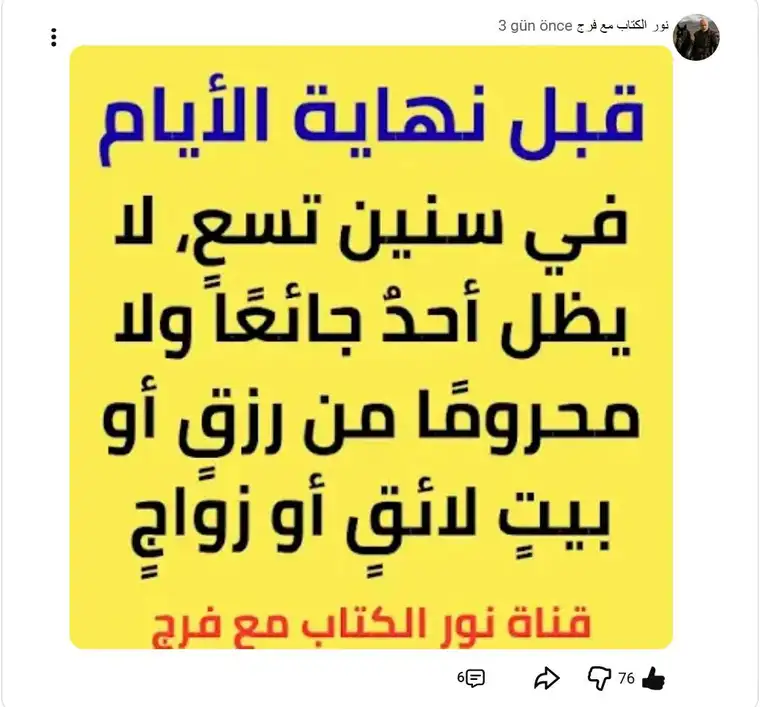 نور الكتاب مع فرج 3 gün önce
قبل نهاية الأيام
في سنين تسعٍ، لا
يظل أحدٌ جائعًا ولا
محرومًا من رزقٍ أو
بيتٍ لائقٍ أو زواجٍ
قناة نور الكتاب مع فرج
76
6